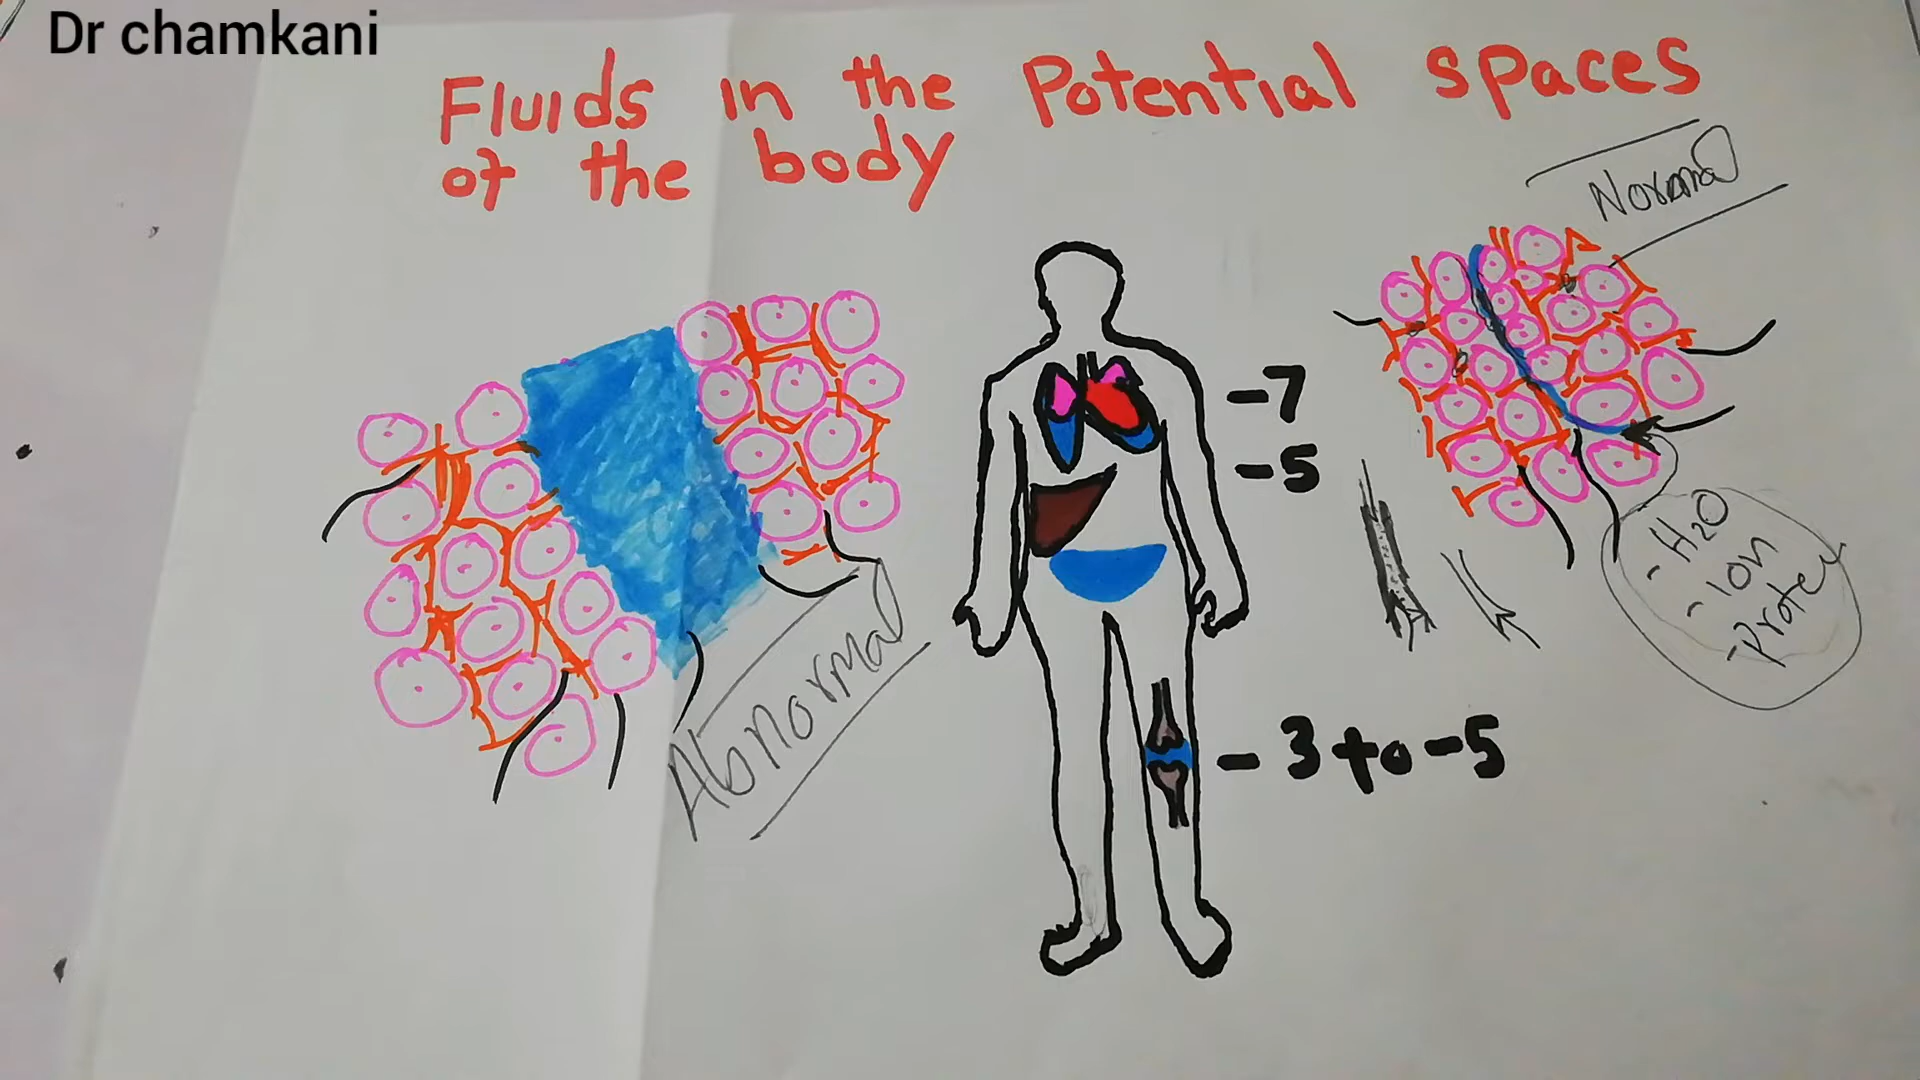 Dr chamkani
Fluids in the Potential spaces
of the body
Normal
-7
-5
- H2O
- ion
- Protei
Abnormal
- 3 to -5